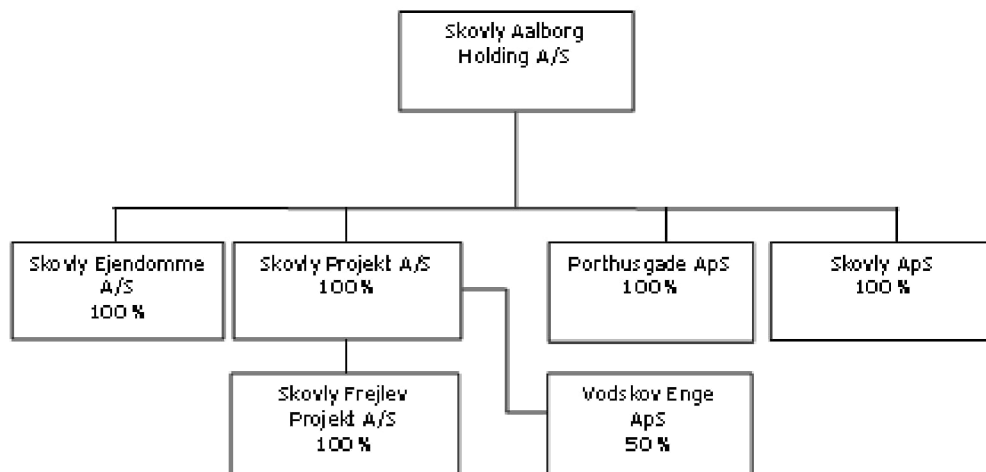 Skovly Aalborg
Holding A/S
Skovly Ejendomme
A/S
100 %
Skovly Projekt A/S
100 %
Porthusgade ApS
100 %
Skovly ApS
100 %
Skovly Frejlev
Projekt A/S
100 %
Vodskov Enge
ApS
50 %